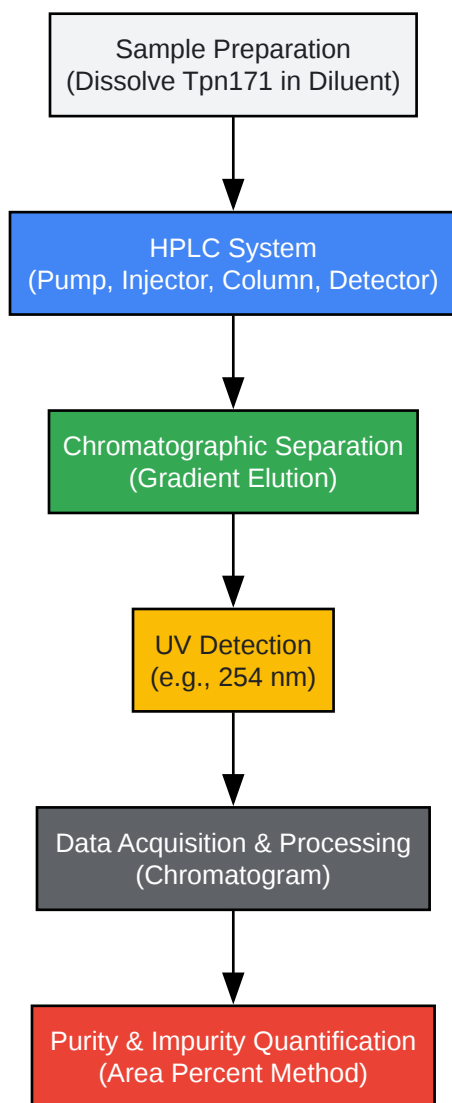 Sample Preparation
(Dissolve Tpn171 in Diluent)
HPLC System
(Pump, Injector, Column, Detector)
Chromatographic Separation
(Gradient Elution)
UV Detection
(e.g., 254 nm)
Data Acquisition & Processing
(Chromatogram)
Purity & Impurity Quantification
(Area Percent Method)